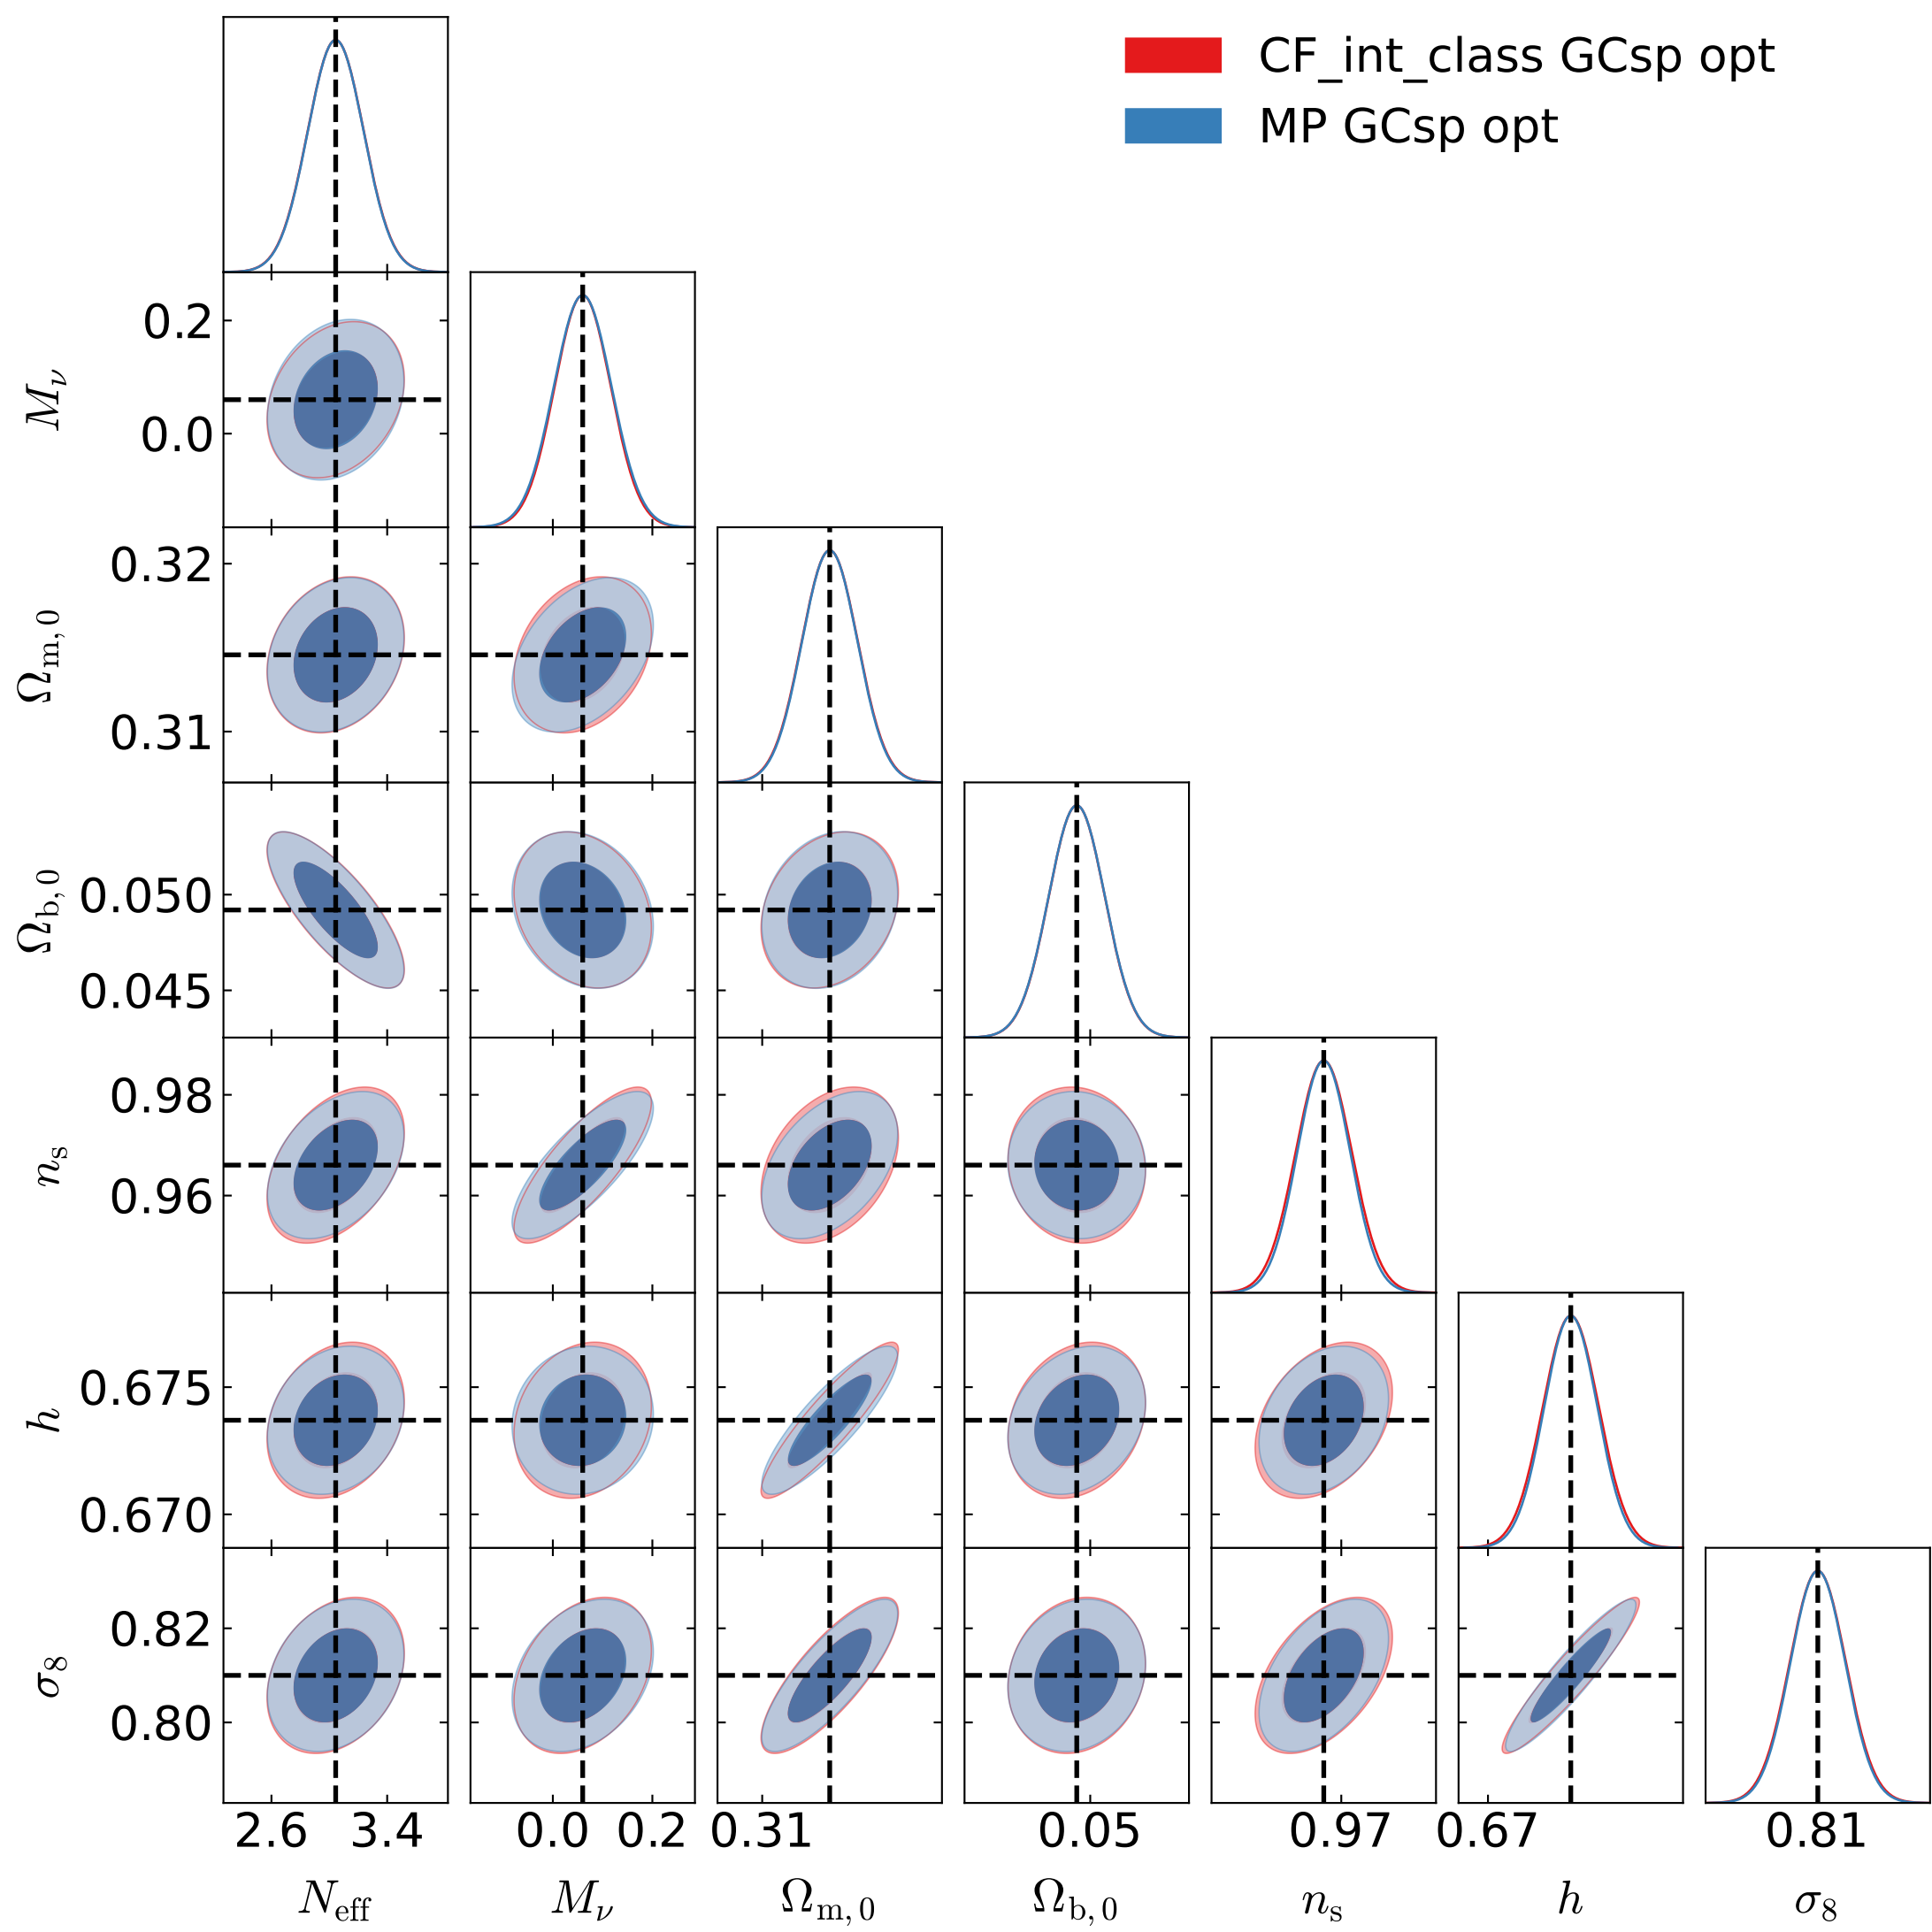 CF_int_class GCsp opt
MP GCsp opt
0.2
0.0
M_ν
0.32
0.31
Ω_m,0
0.050
0.045
Ω_b,0
0.98
0.96
n_s
0.675
0.670
h
0.82
0.80
σ_8
2.6 3.4 0.0 0.2 0.31 0.05 0.97 0.67 0.81
N_eff M_ν Ω_m,0 Ω_b,0 n_s h σ_8